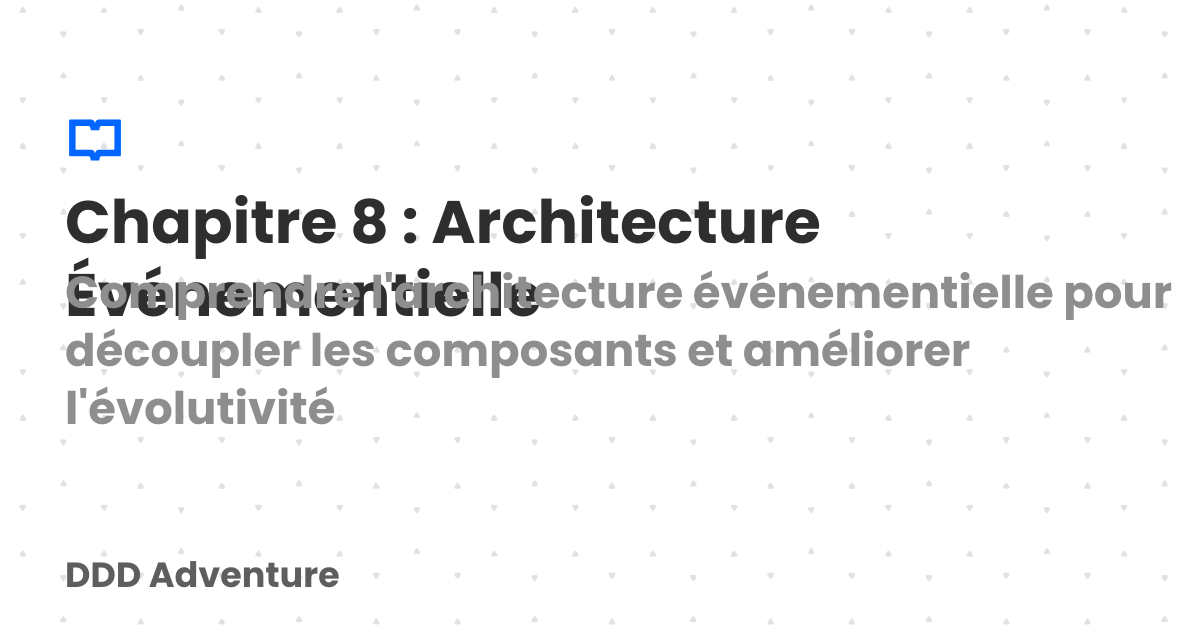 Chapitre 8 : Architecture
Événementielle
Comprendre l'architecture événementielle pour
découpler les composants et améliorer
l'évolutivité
DDD Adventure